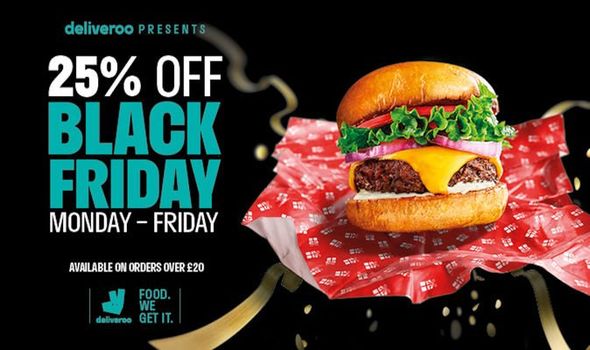 deliveroo PRESENTS
25% OFF
BLACK
FRIDAY
MONDAY – FRIDAY
AVAILABLE ON ORDERS OVER £20
deliveroo
FOOD.
WE
GET IT.